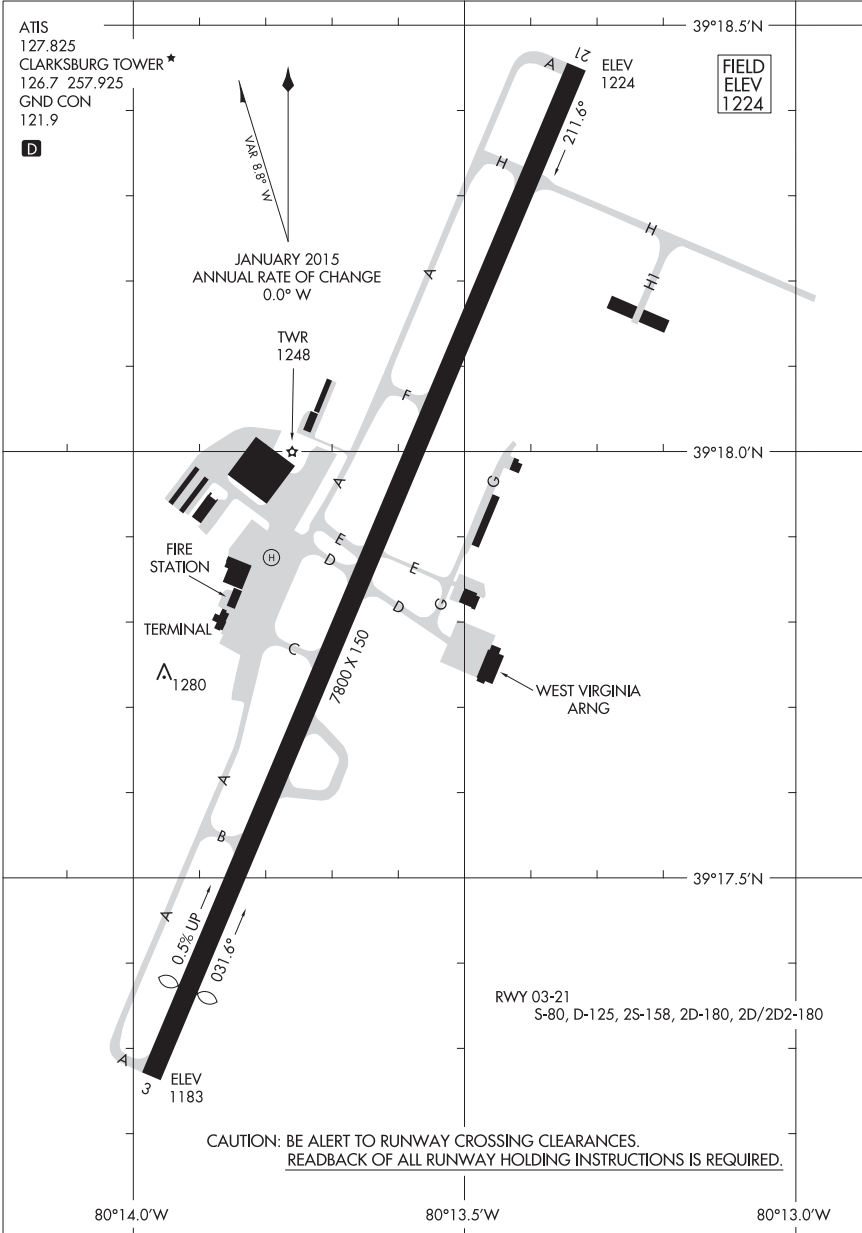 ATIS
127.825
CLARKSBURG TOWER★
126.7 257.925
GND CON
121.9
D
39°18.5'N
FIELD
ELEV
1224
21
ELEV
1224
A
211.6°
VAR 8.8° W
H
H
JANUARY 2015
ANNUAL RATE OF CHANGE
0.0° W
A
H1
TWR
1248
F
39°18.0'N
A
G
E
FIRE
STATION
H
D
E
D
G
TERMINAL
C
7800 X 150
1280
WEST VIRGINIA
ARNG
A
B
39°17.5'N
A
0.5% UP
031.6°
RWY 03-21
S-80, D-125, 2S-158, 2D-180, 2D/2D2-180
A
3
ELEV
1183
CAUTION: BE ALERT TO RUNWAY CROSSING CLEARANCES.
READBACK OF ALL RUNWAY HOLDING INSTRUCTIONS IS REQUIRED.
80°14.0'W
80°13.5'W
80°13.0'W